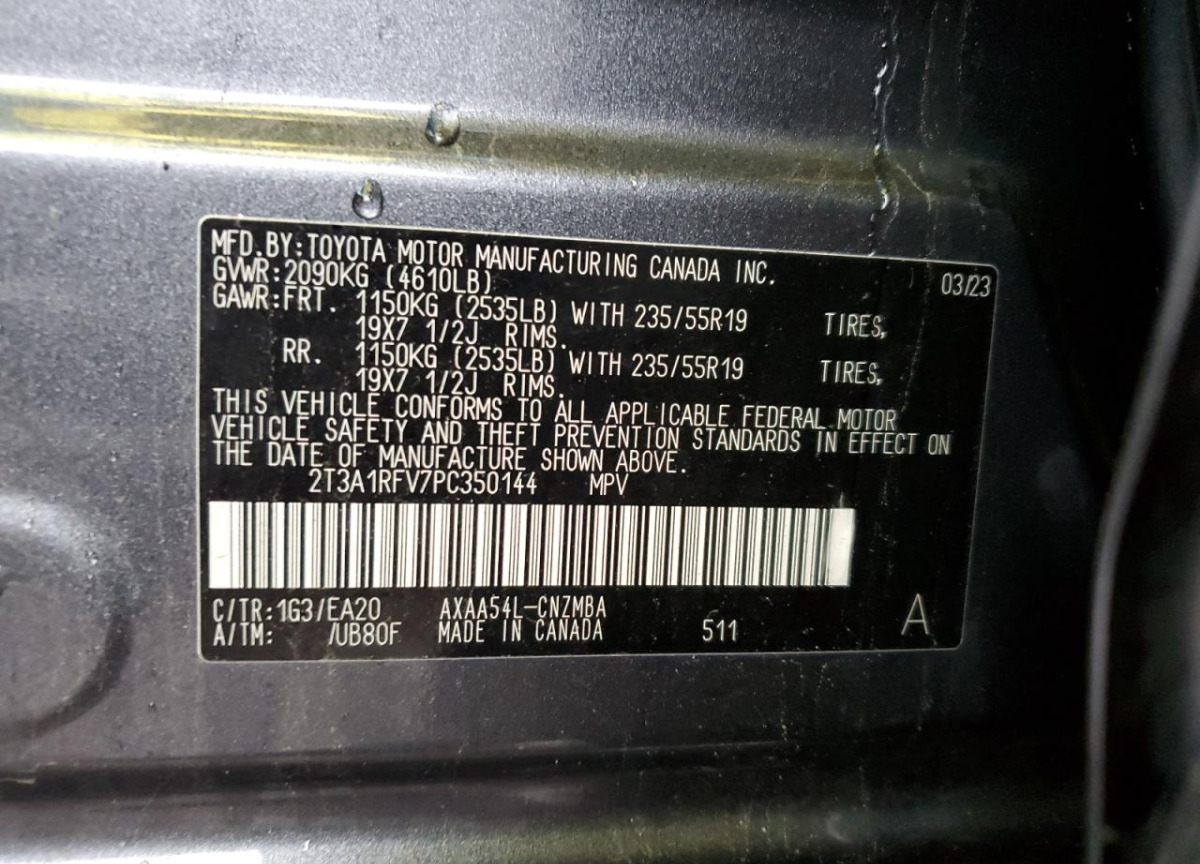 MFD.BY:TOYOTA MOTOR MANUFACTURING CANADA INC.
GVWR:2090KG (4610LB) 03/23
GAWR:FRT. 1150KG (2535LB) WITH 235/55R19 TIRES,
19X7 1/2J RIMS.
RR. 1150KG (2535LB) WITH 235/55R19 TIRES,
19X7 1/2J RIMS.
THIS VEHICLE CONFORMS TO ALL APPLICABLE FEDERAL MOTOR
VEHICLE SAFETY AND THEFT PREVENTION STANDARDS IN EFFECT ON
THE DATE OF MANUFACTURE SHOWN ABOVE.
2T3A1RFV7PC350144 MPV
C/TR:1G3/EA20 AXAA54L-CNZMBA
A/TM: /UB80F MADE IN CANADA 511 A